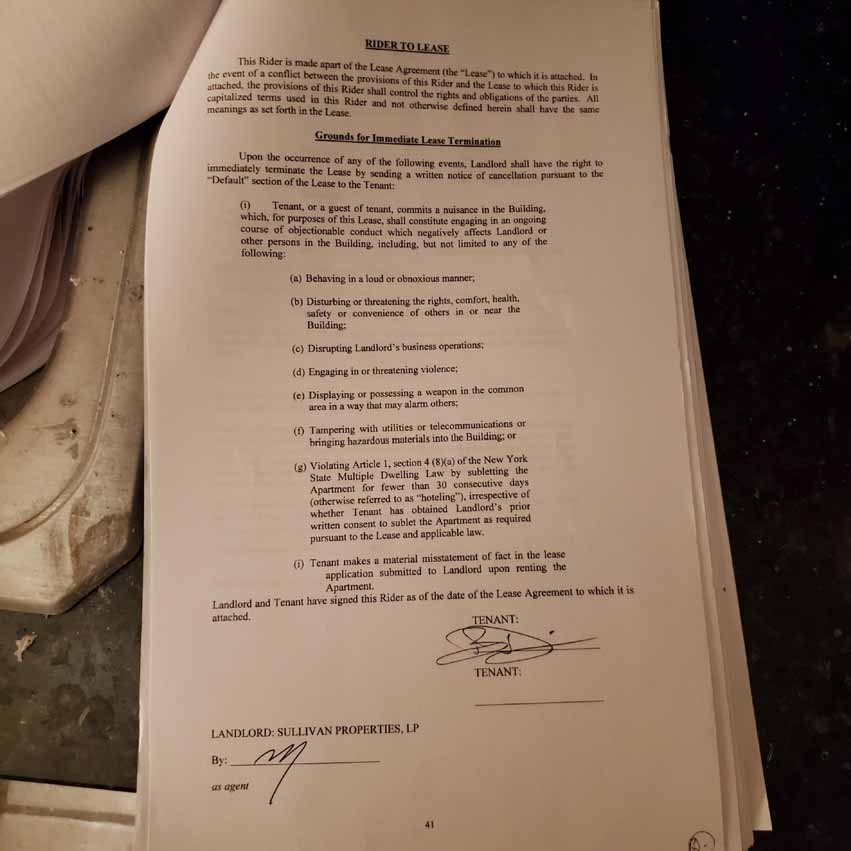 RIDER TO LEASE
This Rider is made apart of the Lease Agreement (the "Lease") to which it is attached. In
the event of a conflict between the provisions of this Rider and the Lease to which this Rider is
attached, the provisions of this Rider shall control the rights and obligations of the parties. All
capitalized terms used in this Rider and not otherwise defined herein shall have the same
meanings as set forth in the Lease.
Grounds for Immediate Lease Termination
Upon the occurrence of any of the following events, Landlord shall have the right to
immediately terminate the Lease by sending a written notice of cancellation pursuant to the
"Default" section of the Lease to the Tenant:
(i) Tenant, or a guest of tenant, commits a nuisance in the Building,
which, for purposes of this Lease, shall constitute engaging in an ongoing
course of objectionable conduct which negatively affects Landlord or
other persons in the Building, including, but not limited to any of the
following:
(a) Behaving in a loud or obnoxious manner;
(b) Disturbing or threatening the rights, comfort, health,
safety or convenience of others in or near the
Building;
(c) Disrupting Landlord's business operations;
(d) Engaging in or threatening violence;
(e) Displaying or possessing a weapon in the common
area in a way that may alarm others;
(f) Tampering with utilities or telecommunications or
bringing hazardous materials into the Building; or
(g) Violating Article 1, section 4 (8)(a) of the New York
State Multiple Dwelling Law by subletting the
Apartment for fewer than 30 consecutive days
(otherwise referred to as "hoteling"), irrespective of
whether Tenant has obtained Landlord's prior
written consent to sublet the Apartment as required
pursuant to the Lease and applicable law.
(i) Tenant makes a material misstatement of fact in the lease
application submitted to Landlord upon renting the
Apartment.
Landlord and Tenant have signed this Rider as of the date of the Lease Agreement to which it is
attached.
TENANT:
TENANT:
LANDLORD: SULLIVAN PROPERTIES, LP
By:
as agent
41